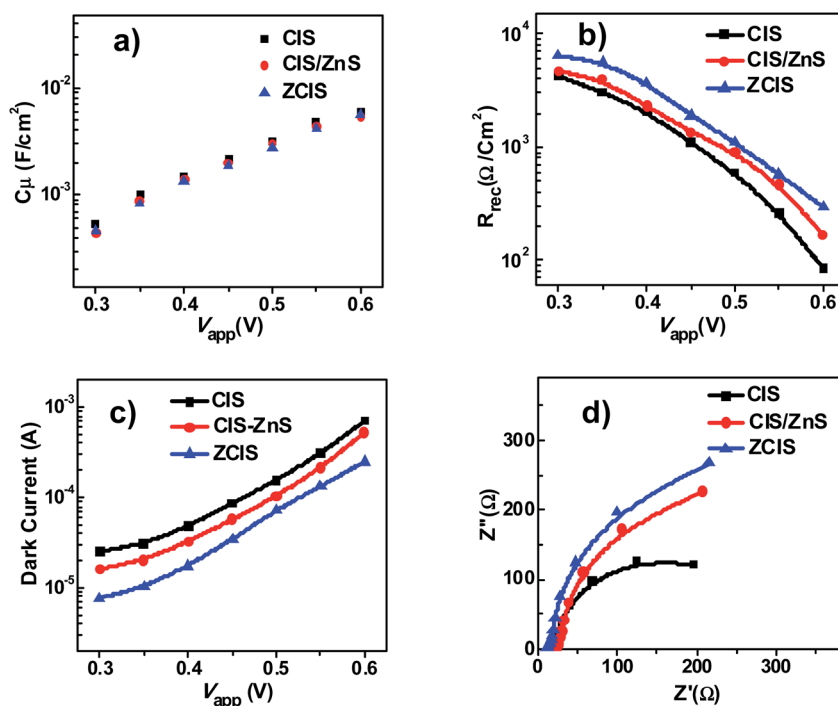 a)
CIS
CIS/ZnS
ZCIS
10⁻²
10⁻³
Cμ (F/cm²)
0.3 0.4 0.5 0.6
Vapp(V)
b)
CIS
CIS/ZnS
ZCIS
10⁴
10³
10²
Rrec(Ω/Cm²)
0.3 0.4 0.5 0.6
Vapp(V)
c)
CIS
CIS-ZnS
ZCIS
10⁻³
10⁻⁴
10⁻⁵
Dark Current (A)
0.3 0.4 0.5 0.6
Vapp (V)
d)
CIS
CIS/ZnS
ZCIS
300
200
100
0
Z"(Ω)
0 100 200 300
Z'(Ω)